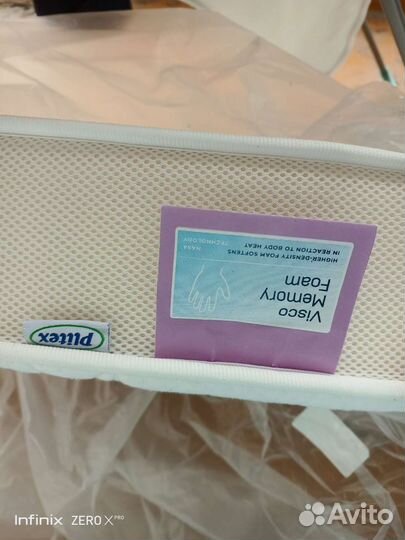 Visco
Memory
Foam
HIGHER-DENSITY FOAM SOFTENS
IN REACTION TO BODY HEAT
NASA
TECHNOLOGY
Plitex
Infinix ZERO X PRO
Avito